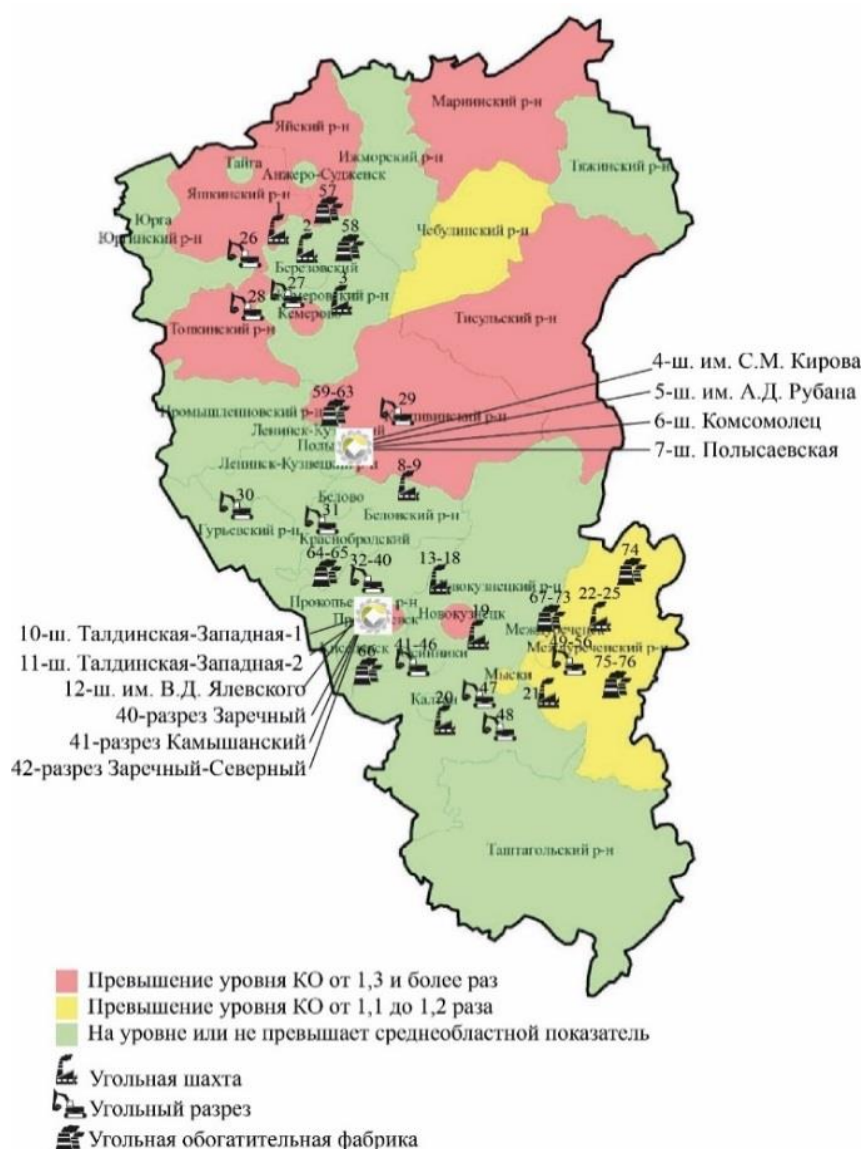 Мариинский р-н
Яйский р-н
Ижморский р-н
Тяжинский р-н
Тайга
Анжеро-Судженск
Яшкинский р-н
57
1
Чебулинский р-н
Юрга
2
58
Юргинский р-н
26
Березовский
27
3
Кемеровский р-н
28
Кемерово
Тисульский р-н
Топкинский р-н
4-ш. им. С.М. Кирова
59-63
29
5-ш. им. А.Д. Рубана
Промышленновский р-н
6-ш. Комсомолец
7-ш. Полысаевская
8-9
Белово
30
31
Беловский р-н
Гурьевский р-н
Краснобродский
64-65
32-40
13-18
74
67-73
22-25
Новокузнецк
19
10-ш. Талдинская-Западная-1
41-46
49-56
Междуреченский р-н
11-ш. Талдинская-Западная-2
66
Мыски
75-76
12-ш. им. В.Д. Ялевского
47
21
20
40-разрез Заречный
48
41-разрез Камышанский
42-разрез Заречный-Северный
Таштагольский р-н
Превышение уровня КО от 1,3 и более раз
Превышение уровня КО от 1,1 до 1,2 раза
На уровне или не превышает среднеобластной показатель
Угольная шахта
Угольный разрез
Угольная обогатительная фабрика